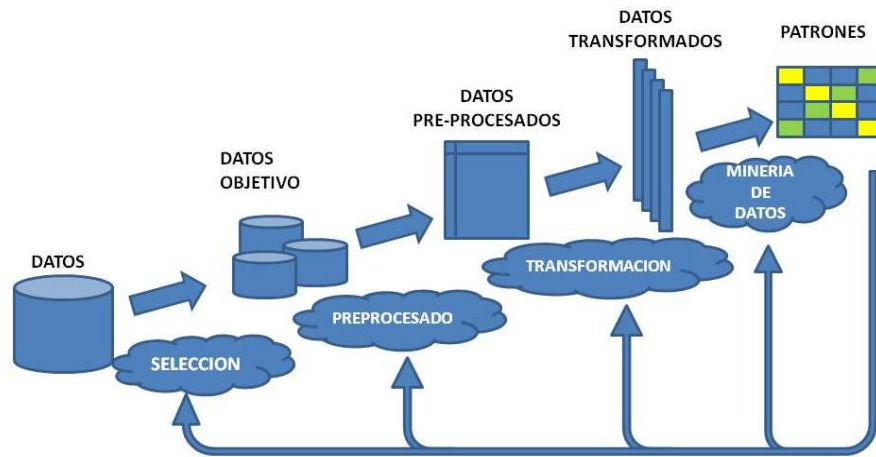 DATOS
SELECCION
DATOS
OBJETIVO
PREPROCESADO
DATOS
PRE-PROCESADOS
TRANSFORMACION
DATOS
TRANSFORMADOS
MINERIA
DE
DATOS
PATRONES